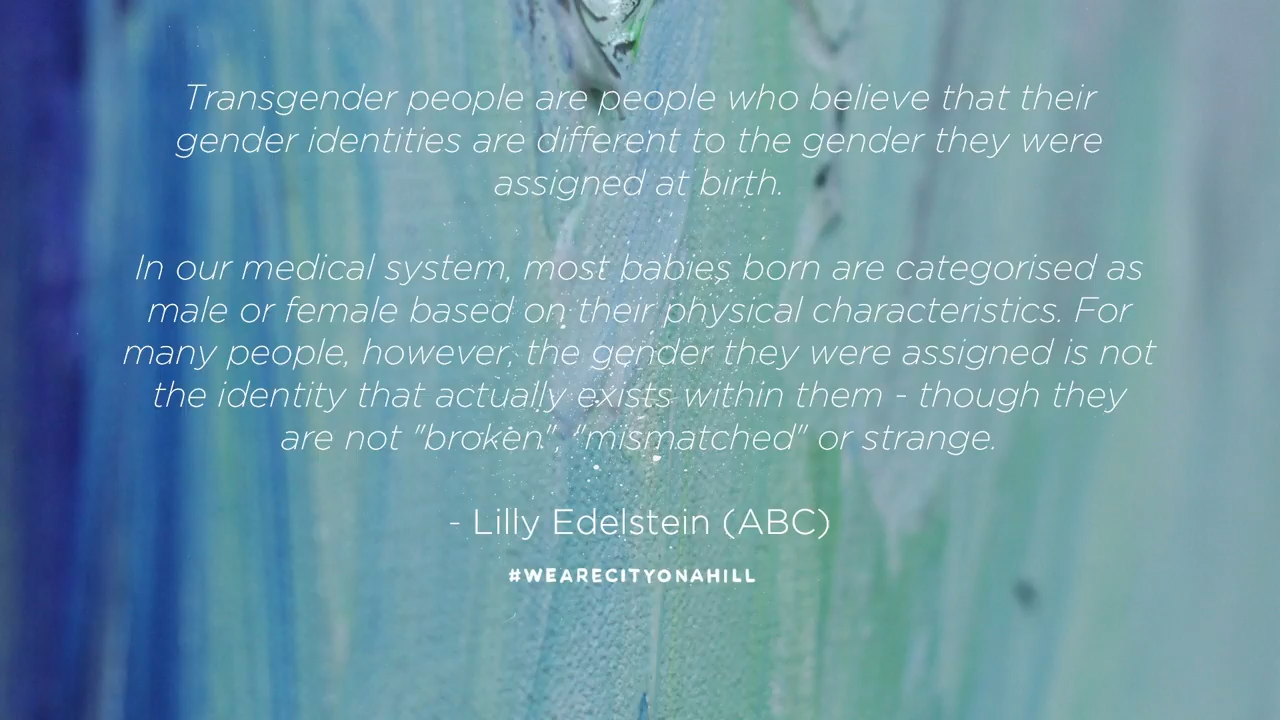 Transgender people are people who believe that their
gender identities are different to the gender they were
assigned at birth.
In our medical system, most babies born are categorised as
male or female based on their physical characteristics. For
many people, however, the gender they were assigned is not
the identity that actually exists within them - though they
are not "broken", "mismatched" or strange.
- Lilly Edelstein (ABC)
#WEARECITYONAHILL